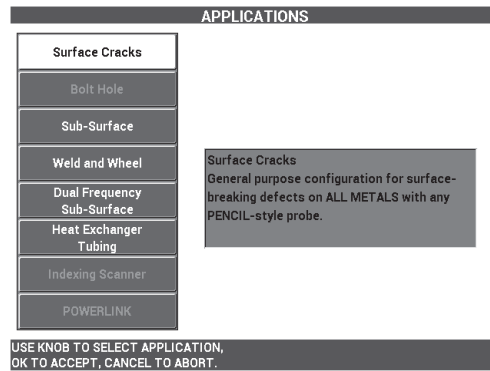 APPLICATIONS
Surface Cracks
Bolt Hole
Sub-Surface
Weld and Wheel
Dual Frequency
Sub-Surface
Heat Exchanger
Tubing
Indexing Scanner
POWERLINK
Surface Cracks
General purpose configuration for surface-
breaking defects on ALL METALS with any
PENCIL-style probe.
USE KNOB TO SELECT APPLICATION,
OK TO ACCEPT, CANCEL TO ABORT.